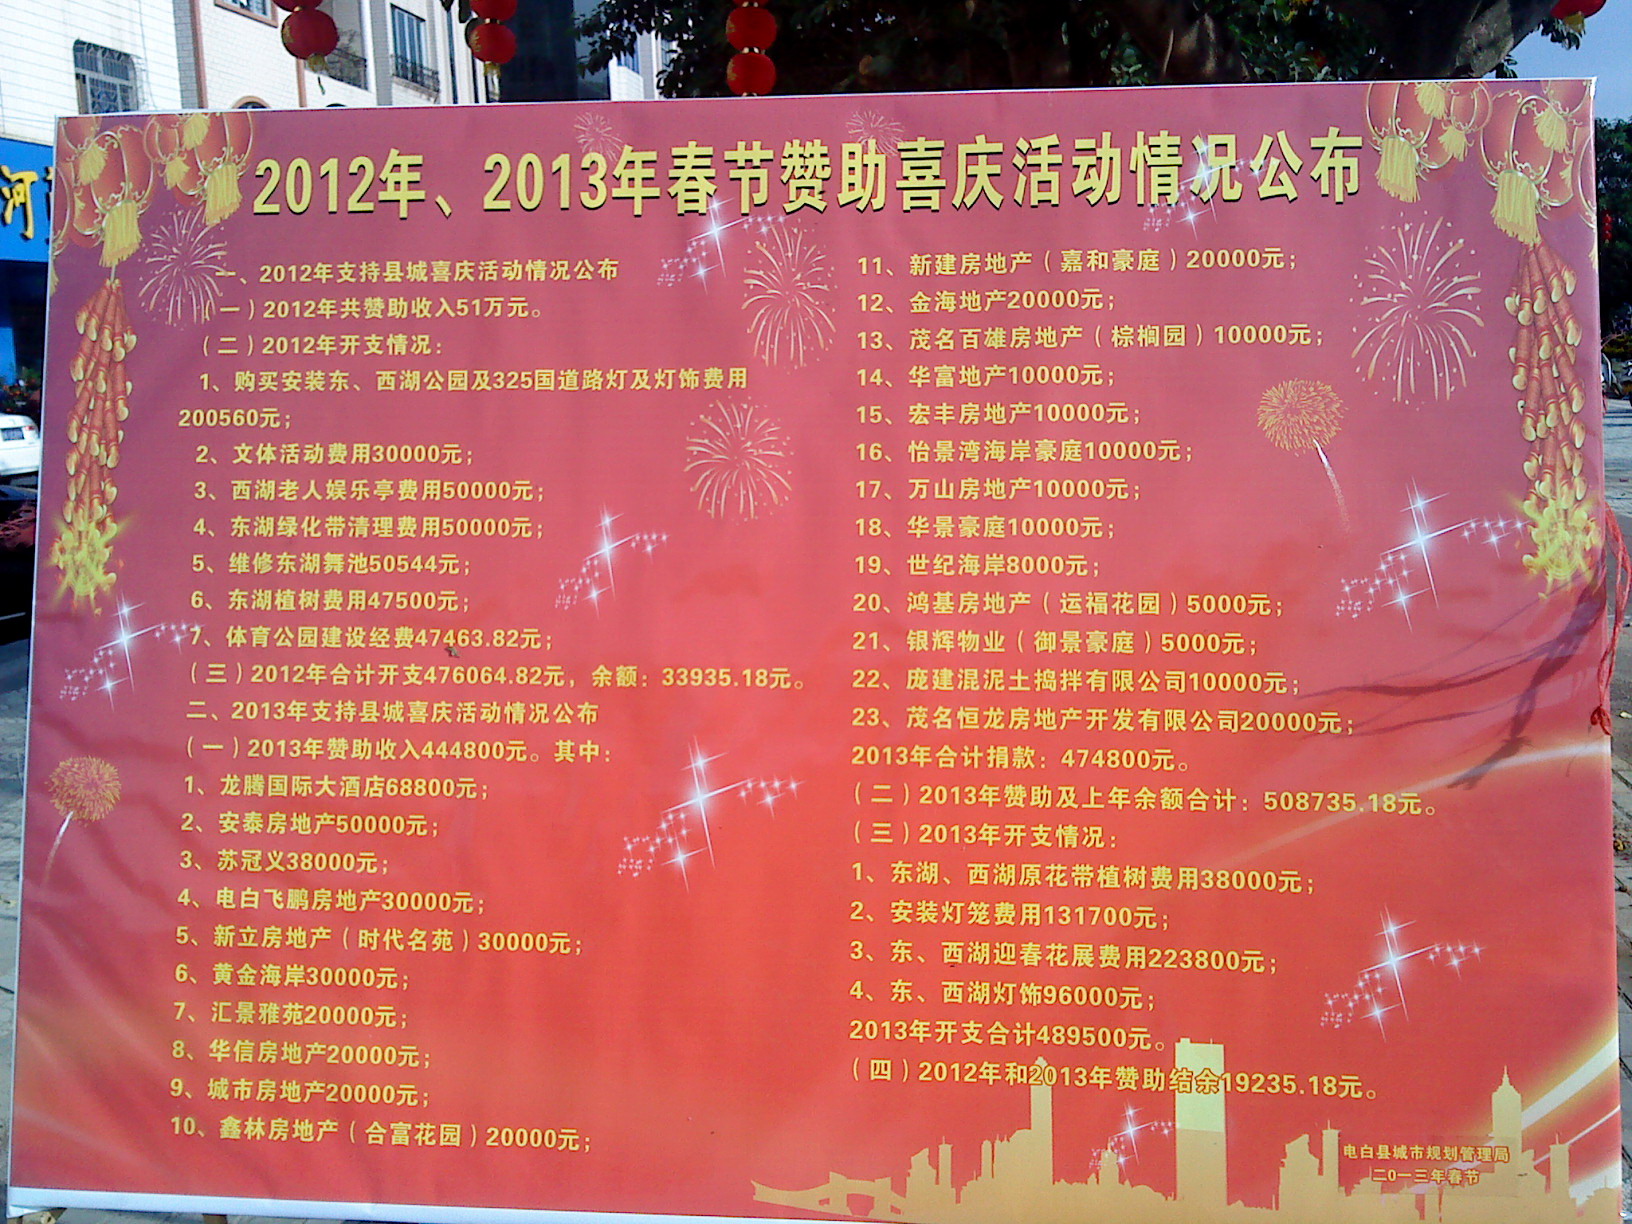 河
2012年、2013年春节赞助喜庆活动情况公布
一、2012年支持县城喜庆活动情况公布
(一)2012年共赞助收入51万元。
(二)2012年开支情况:
1、购买安装东、西湖公园及325国道路灯及灯饰费用
200560元;
2、文体活动费用30000元;
3、西湖老人娱乐亭费用50000元;
4、东湖绿化带清理费用50000元;
5、维修东湖舞池50544元;
6、东湖植树费用47500元;
7、体育公园建设经费47463.82元;
(三)2012年合计开支476064.82元，余额：33935.18元。
二、2013年支持县城喜庆活动情况公布
(一)2013年赞助收入444800元。其中:
1、龙腾国际大酒店68800元;
2、安泰房地产50000元;
3、苏冠义38000元;
4、电白飞鹏房地产30000元;
5、新立房地产(时代名苑)30000元;
6、黄金海岸30000元;
7、汇景雅苑20000元;
8、华信房地产20000元;
9、城市房地产20000元;
10、鑫林房地产(合富花园)20000元;
11、新建房地产(嘉和豪庭)20000元;
12、金海地产20000元;
13、茂名百雄房地产(棕榈园)10000元;
14、华富地产10000元;
15、宏丰房地产10000元;
16、怡景湾海岸豪庭10000元;
17、万山房地产10000元;
18、华景豪庭10000元;
19、世纪海岸8000元;
20、鸿基房地产(运福花园)5000元;
21、银辉物业(御景豪庭)5000元;
22、庞建混泥土捣拌有限公司10000元;
23、茂名恒龙房地产开发有限公司20000元;
2013年合计捐款：474800元。
(二)2013年赞助及上年余额合计：508735.18元。
(三)2013年开支情况:
1、东湖、西湖原花带植树费用38000元;
2、安装灯笼费用131700元;
3、东、西湖迎春花展费用223800元;
4、东、西湖灯饰96000元;
2013年开支合计489500元。
(四)2012年和2013年赞助结余19235.18元。
电白县城市规划管理局
二0一三年春节